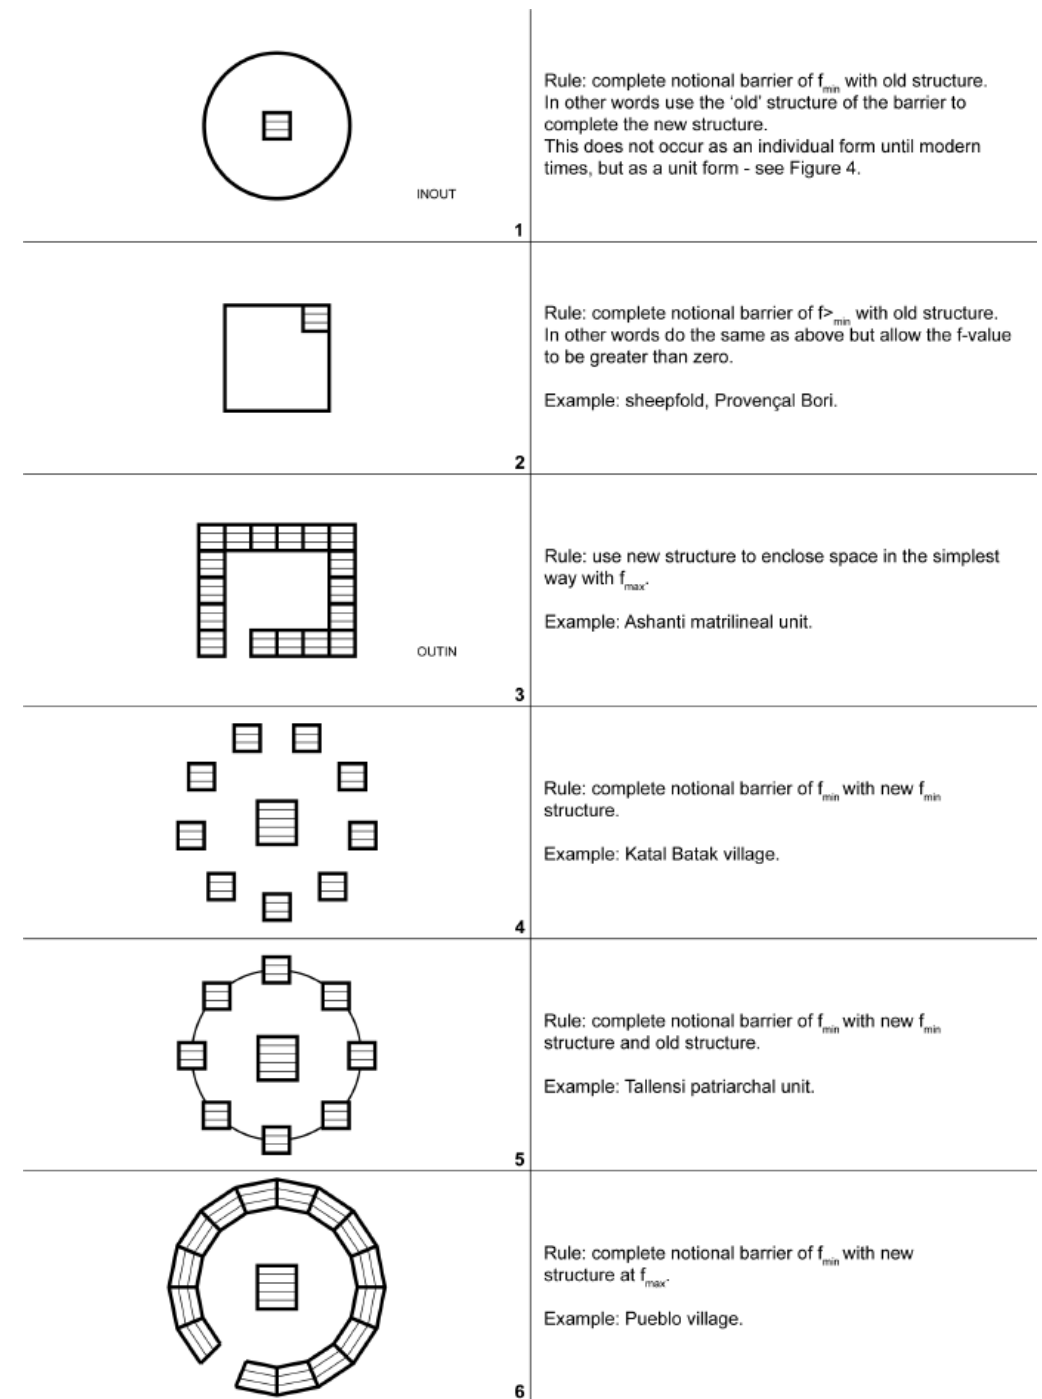 Rule: complete notional barrier of fmin with old structure.
In other words use the ‘old’ structure of the barrier to
complete the new structure.
This does not occur as an individual form until modern
times, but as a unit form - see Figure 4.
INOUT
1
Rule: complete notional barrier of f>min with old structure.
In other words do the same as above but allow the f-value
to be greater than zero.
Example: sheepfold, Provençal Bori.
2
Rule: use new structure to enclose space in the simplest
way with fmax.
Example: Ashanti matrilineal unit.
OUTIN
3
Rule: complete notional barrier of fmin with new fmin
structure.
Example: Katal Batak village.
4
Rule: complete notional barrier of fmin with new fmin
structure and old structure.
Example: Tallensi patriarchal unit.
5
Rule: complete notional barrier of fmin with new
structure at fmax.
Example: Pueblo village.
6